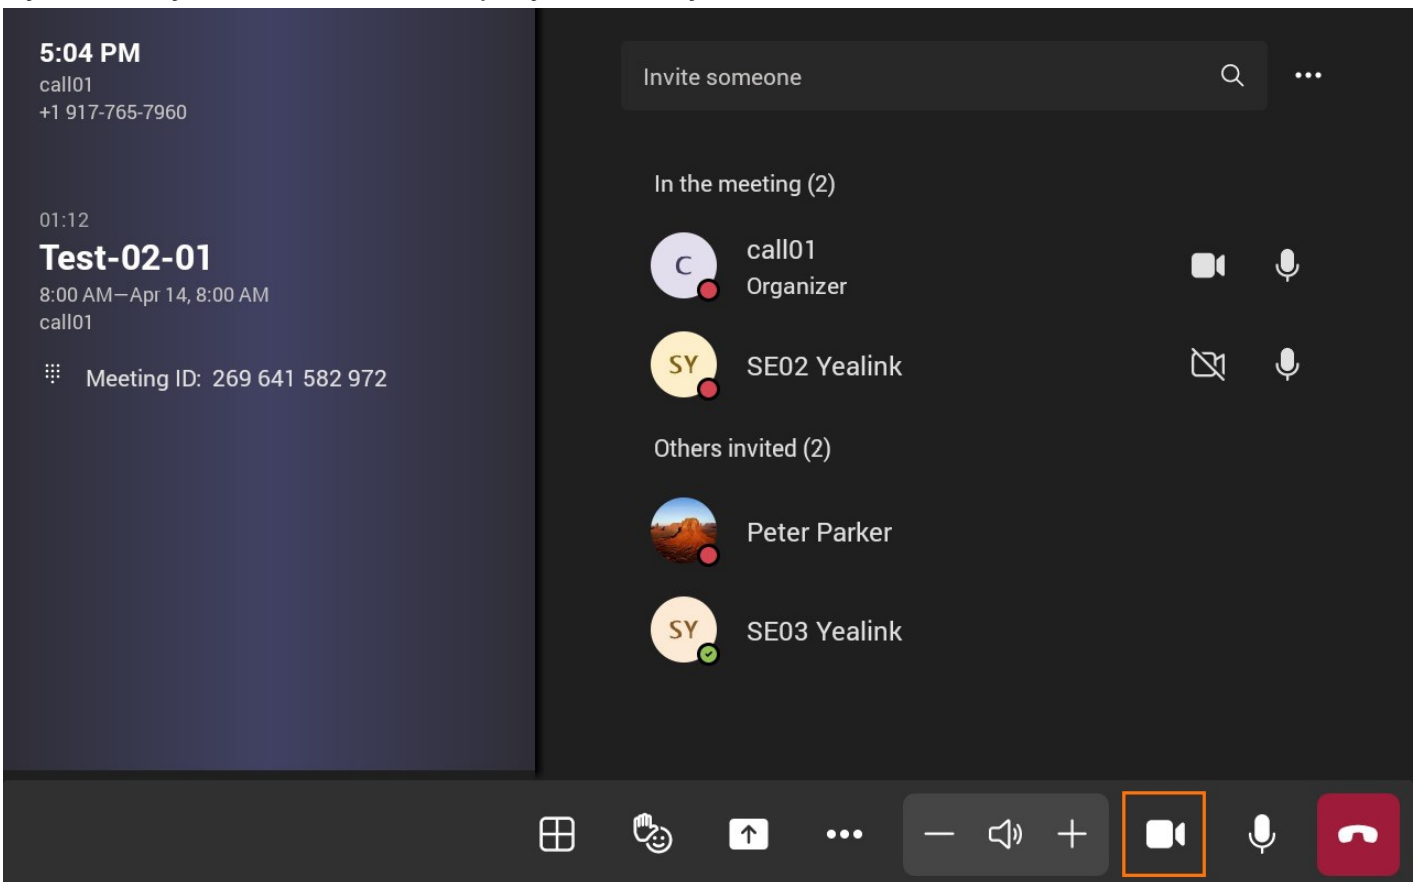 5:04 PM
call01
+1 917-765-7960
01:12
Test-02-01
8:00 AM—Apr 14, 8:00 AM
call01
Meeting ID: 269 641 582 972
Invite someone
In the meeting (2)
C
call01
Organizer
SY
SE02 Yealink
Others invited (2)
Peter Parker
SY
SE03 Yealink